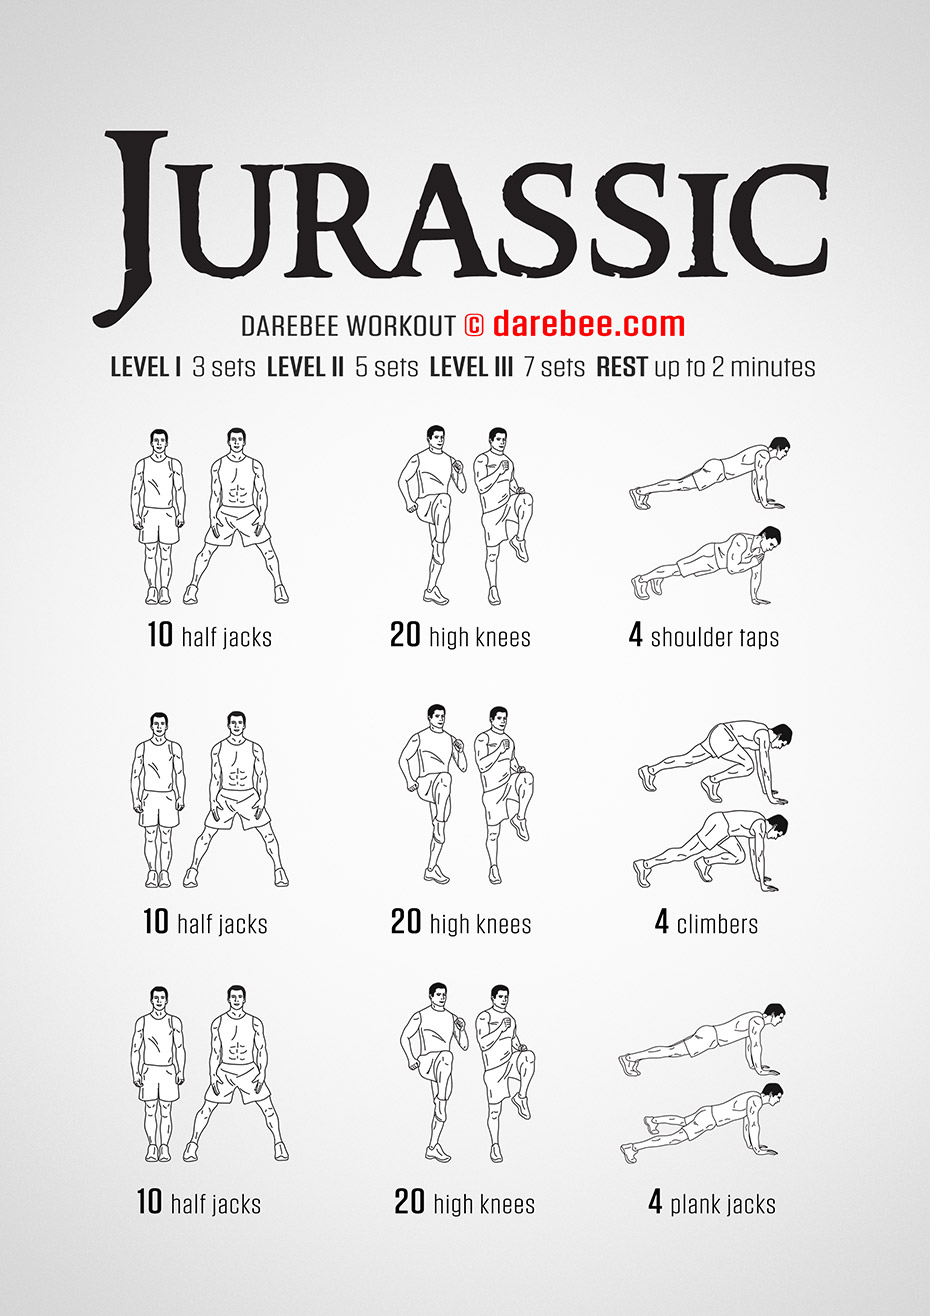 JURASSIC
DAREBEE WORKOUT © darebee.com
LEVEL I 3 sets LEVEL II 5 sets LEVEL III 7 sets REST up to 2 minutes
10 half jacks 20 high knees 4 shoulder taps
10 half jacks 20 high knees 4 climbers
10 half jacks 20 high knees 4 plank jacks